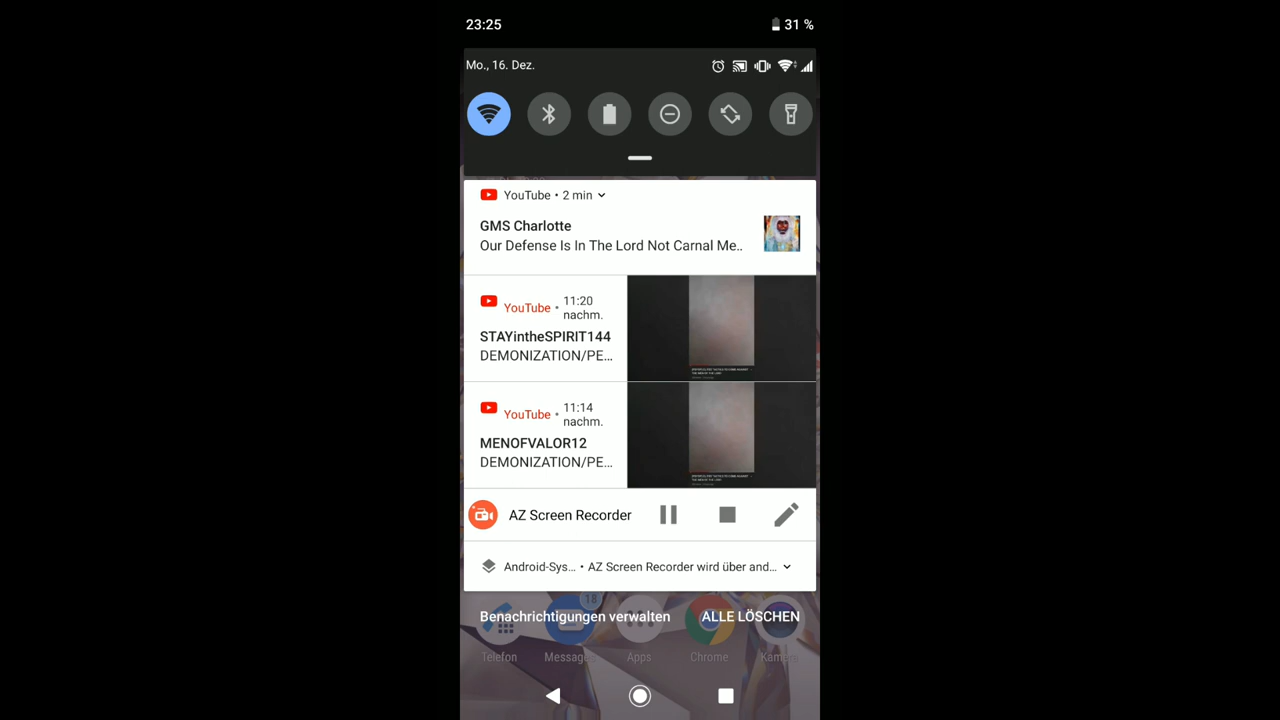 23:25
31 %
Mo., 16. Dez.
YouTube • 2 min
GMS Charlotte
Our Defense Is In The Lord Not Carnal Me..
YouTube • 11:20
nachm.
STAYintheSPIRIT144
DEMONIZATION/PE...
YouTube • 11:14
nachm.
MENOFVALOR12
DEMONIZATION/PE...
AZ Screen Recorder
Android-Sys... • AZ Screen Recorder wird über and...
18
Benachrichtigungen verwalten
ALLE LÖSCHEN
Telefon
Messages
Apps
Chrome
Kamera